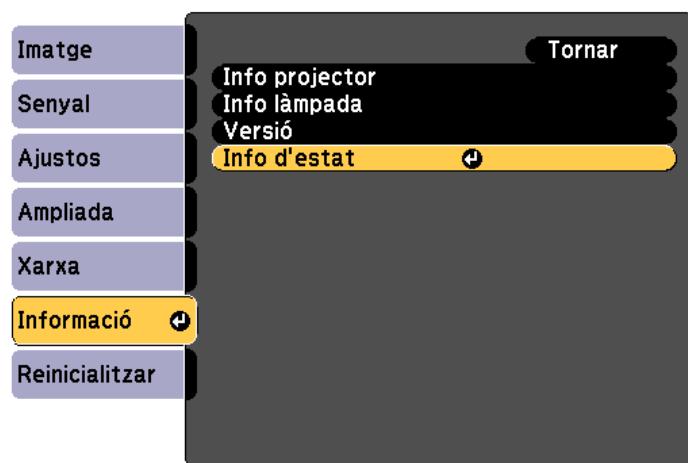 Imatge
Senyal
Ajustos
Ampliada
Xarxa
Informació
Reinicialitzar
Tornar
Info projector
Info làmpada
Versió
Info d'estat